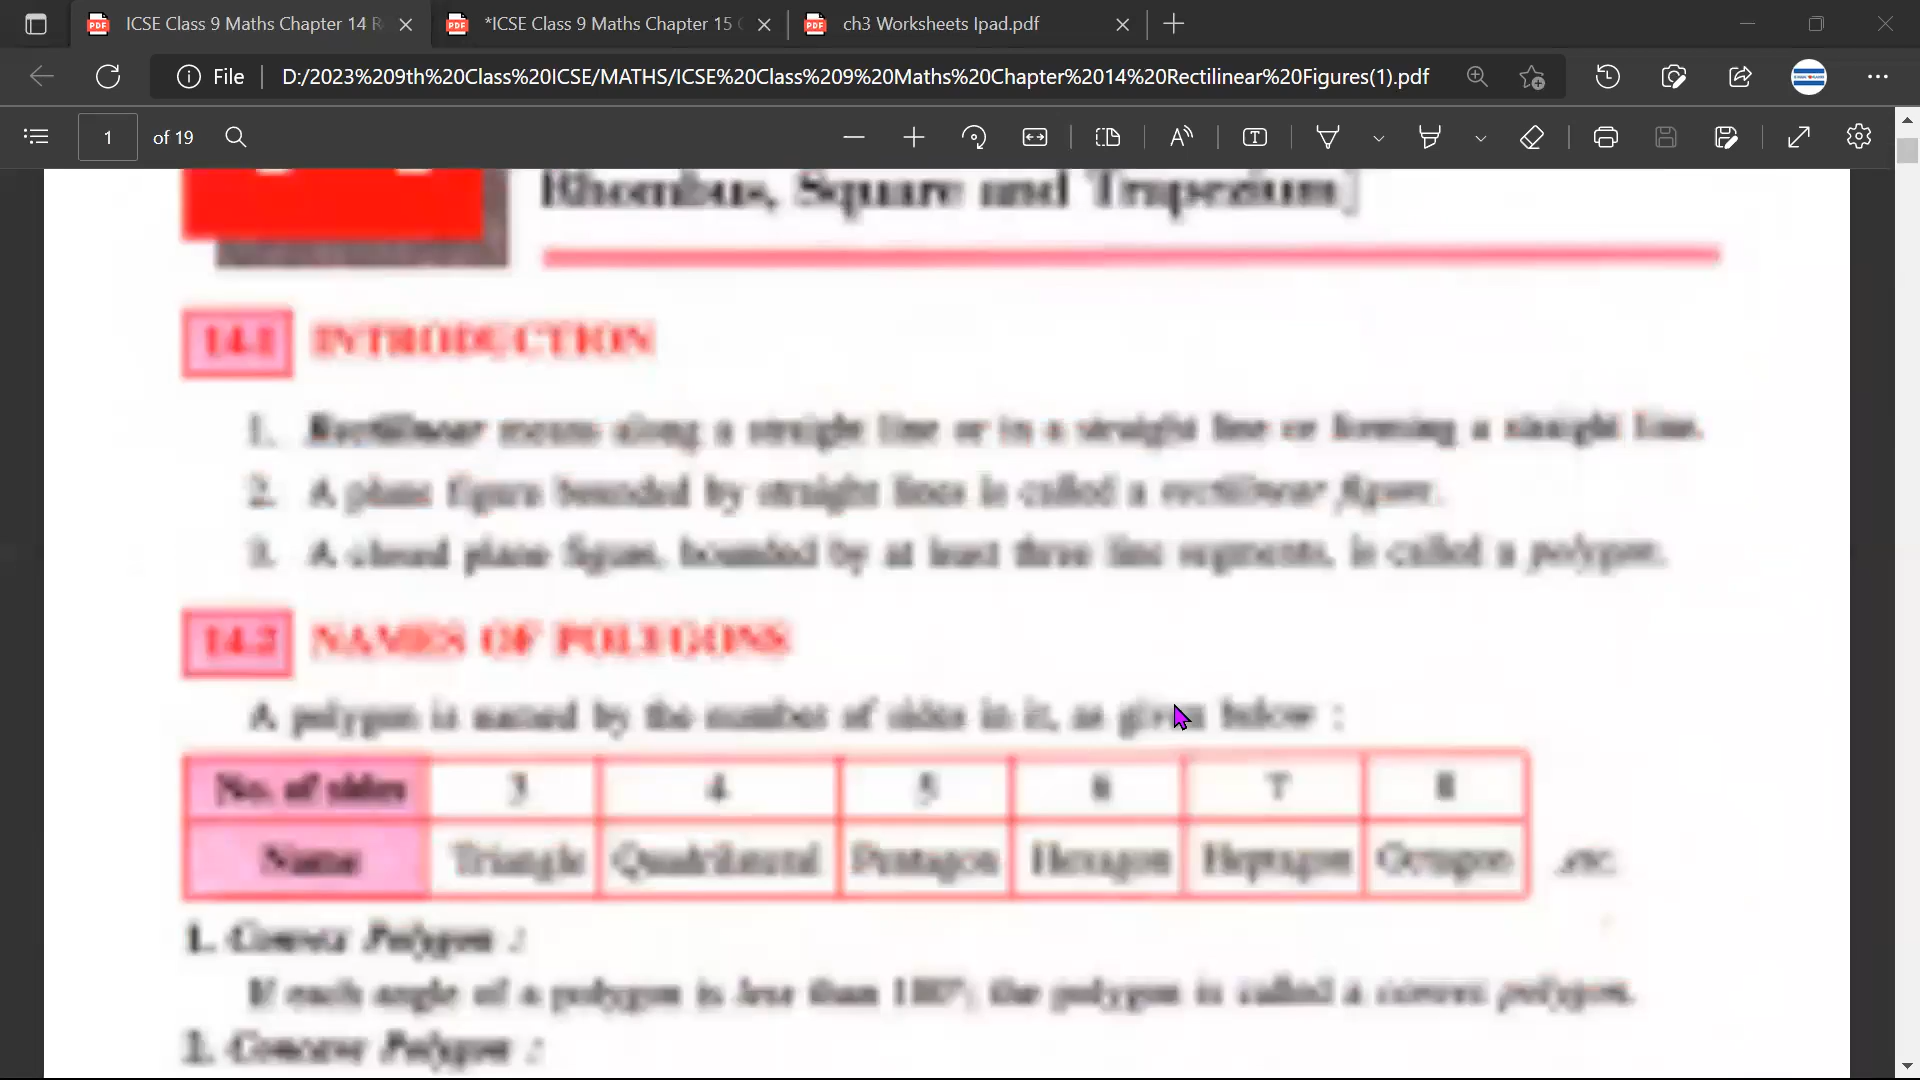 ICSE Class 9 Maths Chapter 14 R
*ICSE Class 9 Maths Chapter 15
ch3 Worksheets Ipad.pdf
File
D:/2023%209th%20Class%20ICSE/MATHS/ICSE%20Class%209%20Maths%20Chapter%2014%20Rectilinear%20Figures(1).pdf
1 of 19
Rhombus, Square and Trapezium]
14.1 INTRODUCTION
1. Rectilinear means along a straight line or in a straight line or forming a straight line.
2. A plane figure bounded by straight lines is called a rectilinear figure.
3. A closed plane figure, bounded by at least three line segments, is called a polygon.
14.2 NAMES OF POLYGONS
A polygon is named by the number of sides in it, as given below :
No. of sides 3 4 5 6 7 8
Name Triangle Quadrilateral Pentagon Hexagon Heptagon Octagon etc.
1. Convex Polygon :
If each angle of a polygon is less than 180°, the polygon is called a convex polygon.
2. Concave Polygon :